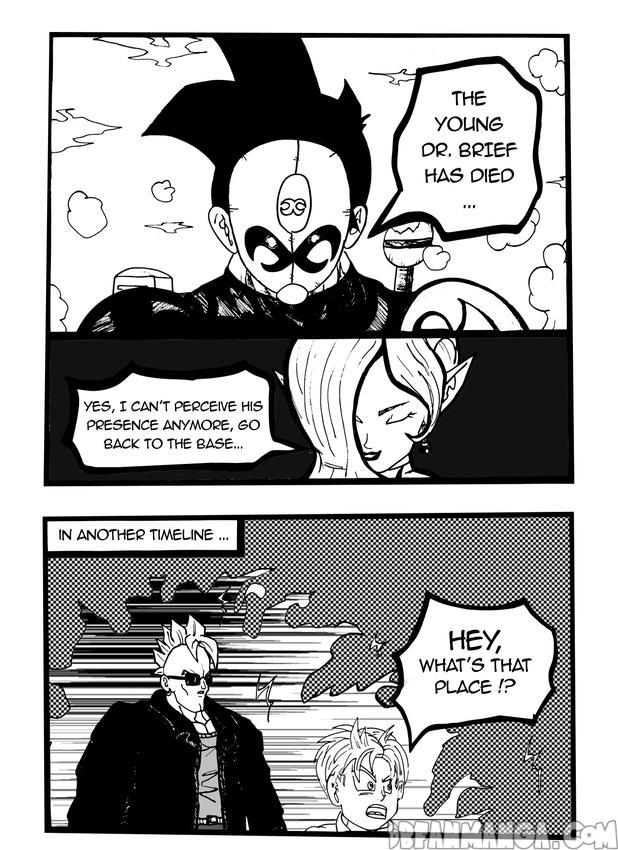 THE
YOUNG
DR. BRIEF
HAS DIED
...
YES, I CAN'T PERCEIVE HIS
PRESENCE ANYMORE, GO
BACK TO THE BASE...
IN ANOTHER TIMELINE ...
HEY,
WHAT'S THAT
PLACE !?
DBFANMANGA.COM